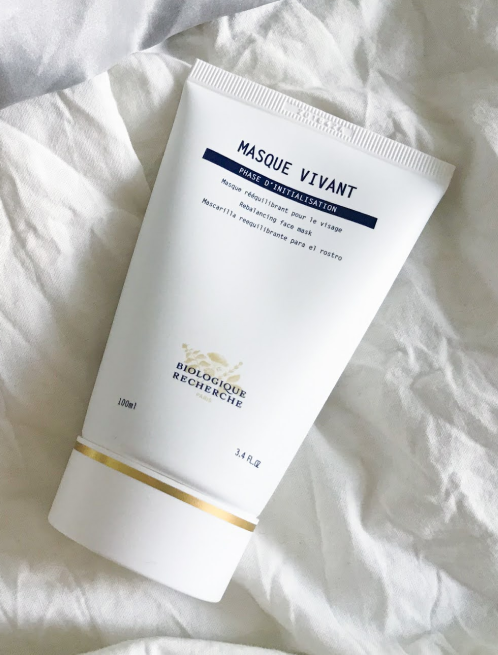 MASQUE VIVANT
PHASE D'INITIALISATION
Masque rééquilibrant pour le visage
Rebalancing face mask
Mascarilla reequilibrante para el rostro
BIOLOGIQUE
RECHERCHE
PARIS
100ml
3.4 FL.OZ